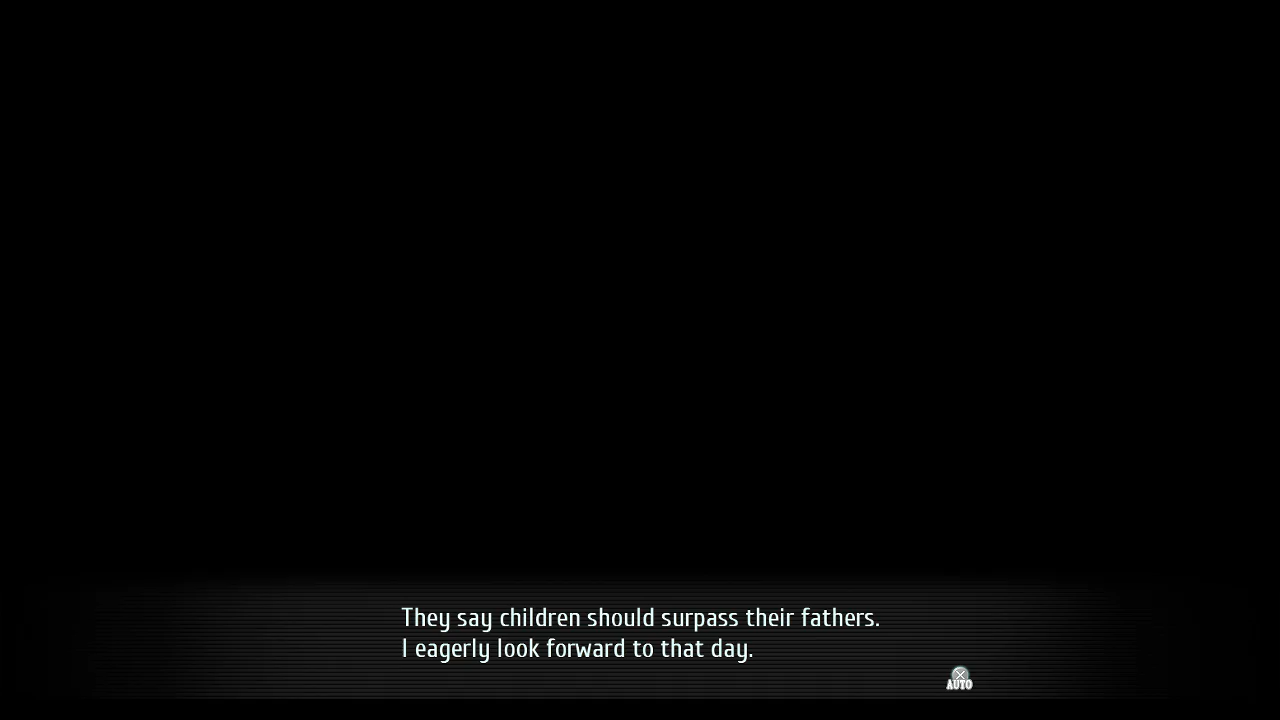 They say children should surpass their fathers.
I eagerly look forward to that day.
AUTO